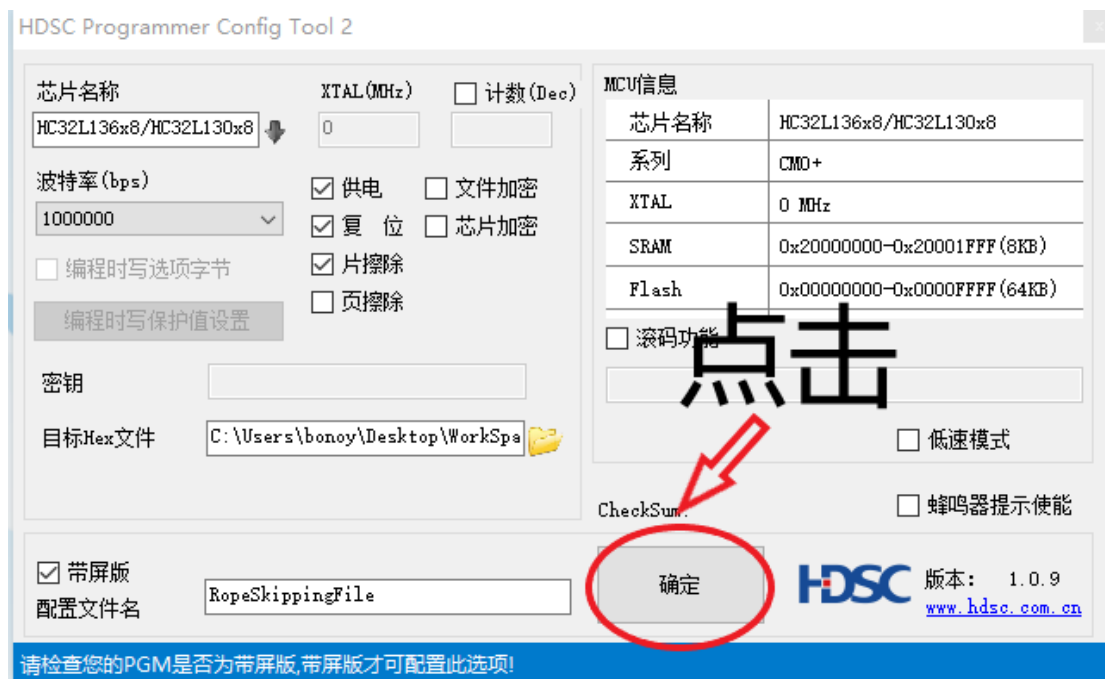 HDSC Programmer Config Tool 2
芯片名称
XTAL(MHz)
计数(Dec)
HC32L136x8/HC32L130x8
0
波特率(bps)
1000000
供电
文件加密
复 位
芯片加密
编程时写选项字节
片擦除
编程时写保护值设置
页擦除
密钥
目标Hex文件
C:\Users\bonoy\Desktop\WorkSpa
MCU信息
芯片名称 HC32L136x8/HC32L130x8
系列 CM0+
XTAL 0 MHz
SRAM 0x20000000-0x20001FFF(8KB)
Flash 0x00000000-0x0000FFFF(64KB)
滚码功能
点击
低速模式
CheckSum:
蜂鸣器提示使能
带屏版
配置文件名
RopeSkippingFile
确定
HDSC
版本: 1.0.9
www.hdsc.com.cn
请检查您的PGM是否为带屏版,带屏版才可配置此选项!